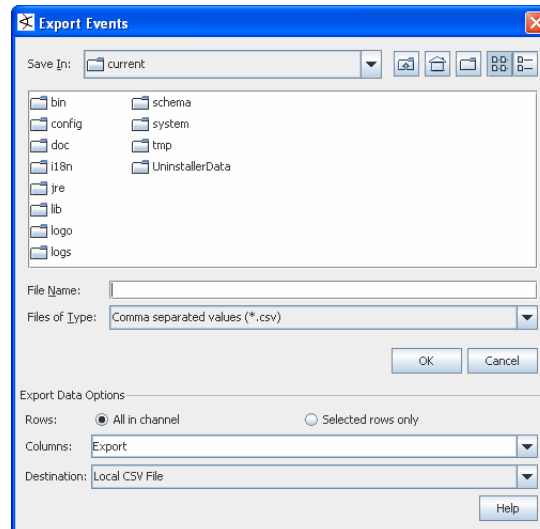 Export Events
Save In: current
bin schema
config system
doc tmp
i18n UninstallerData
jre
lib
logo
logs
File Name:
Files of Type: Comma separated values (*.csv)
OK Cancel
Export Data Options
Rows: All in channel Selected rows only
Columns: Export
Destination: Local CSV File
Help